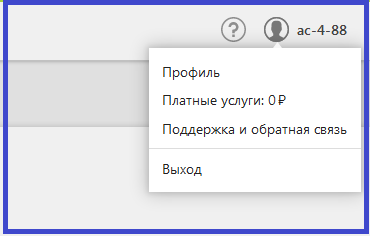 ? ac-4-88
Профиль
Платные услуги: 0 ₽
Поддержка и обратная связь
Выход